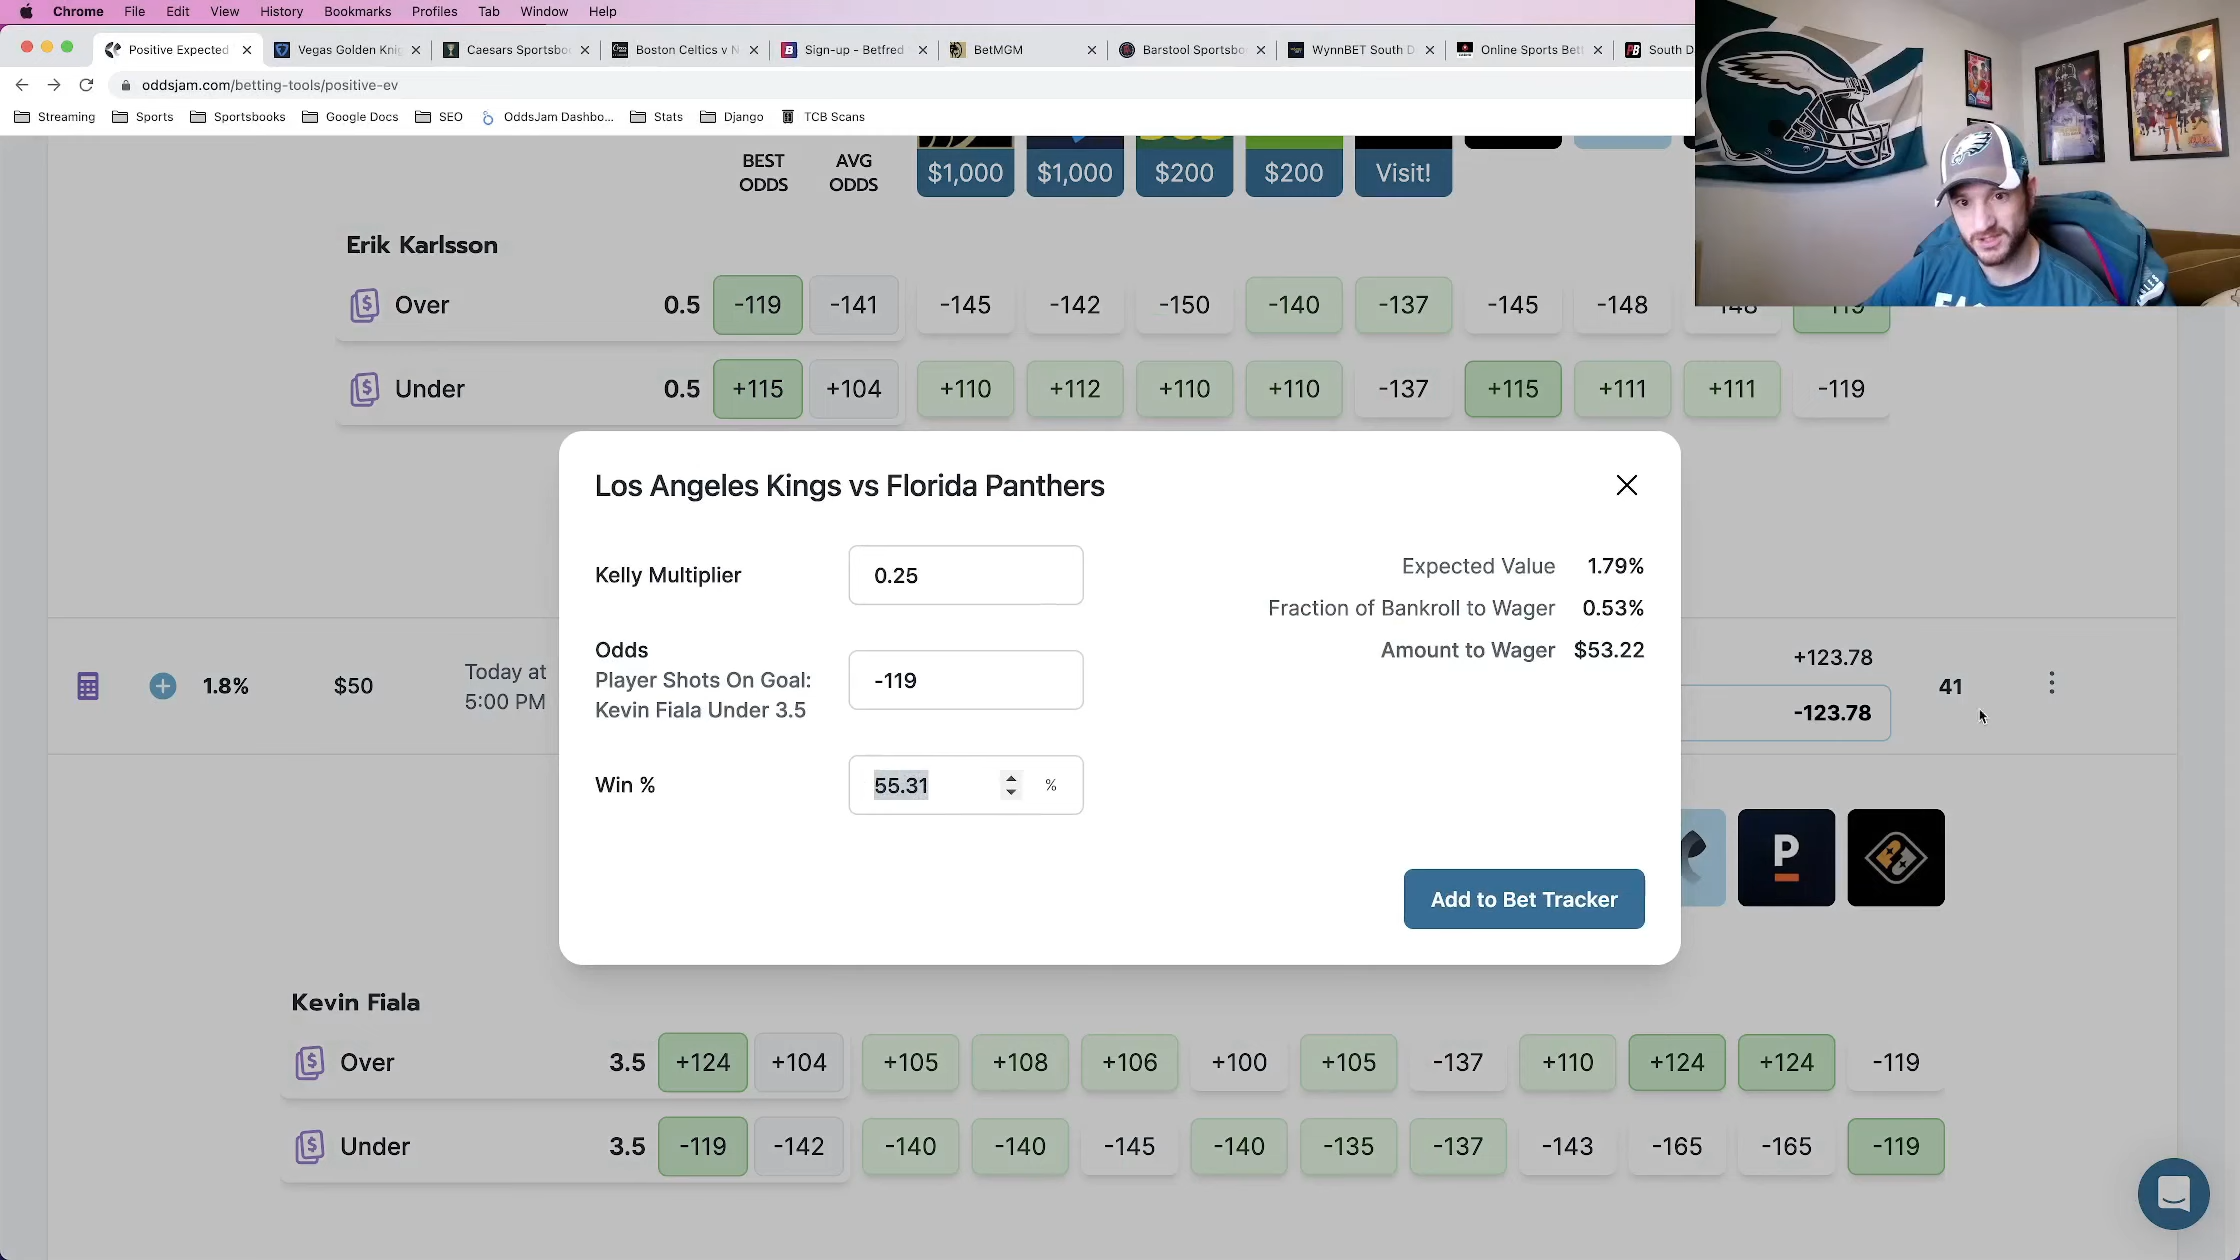 Chrome File Edit View History Bookmarks Profiles Tab Window Help
Positive Expected
Vegas Golden Knig
Caesars Sportsbo
Boston Celtics v N
Sign-up - Betfred
BetMGM
Barstool Sportsbo
WynnBET South D
Online Sports Bett
South D
oddsjam.com/betting-tools/positive-ev
Streaming Sports Sportsbooks Google Docs SEO OddsJam Dashbo... Stats Django TCB Scans
BEST ODDS
AVG ODDS
$1,000 $1,000 $200 $200 Visit!
Erik Karlsson
Over 0.5 -119 -141 -145 -142 -150 -140 -137 -145 -148 -148 -119
Under 0.5 +115 +104 +110 +112 +110 +110 -137 +115 +111 +111 -119
Los Angeles Kings vs Florida Panthers
Kelly Multiplier 0.25
Expected Value 1.79%
Fraction of Bankroll to Wager 0.53%
Amount to Wager $53.22
Odds
Player Shots On Goal:
Kevin Fiala Under 3.5
-119
Win % 55.31 %
Add to Bet Tracker
1.8% $50
Today at
5:00 PM
+123.78
-123.78
41
P
Kevin Fiala
Over 3.5 +124 +104 +105 +108 +106 +100 +105 -137 +110 +124 +124 -119
Under 3.5 -119 -142 -140 -140 -145 -140 -135 -137 -143 -165 -165 -119